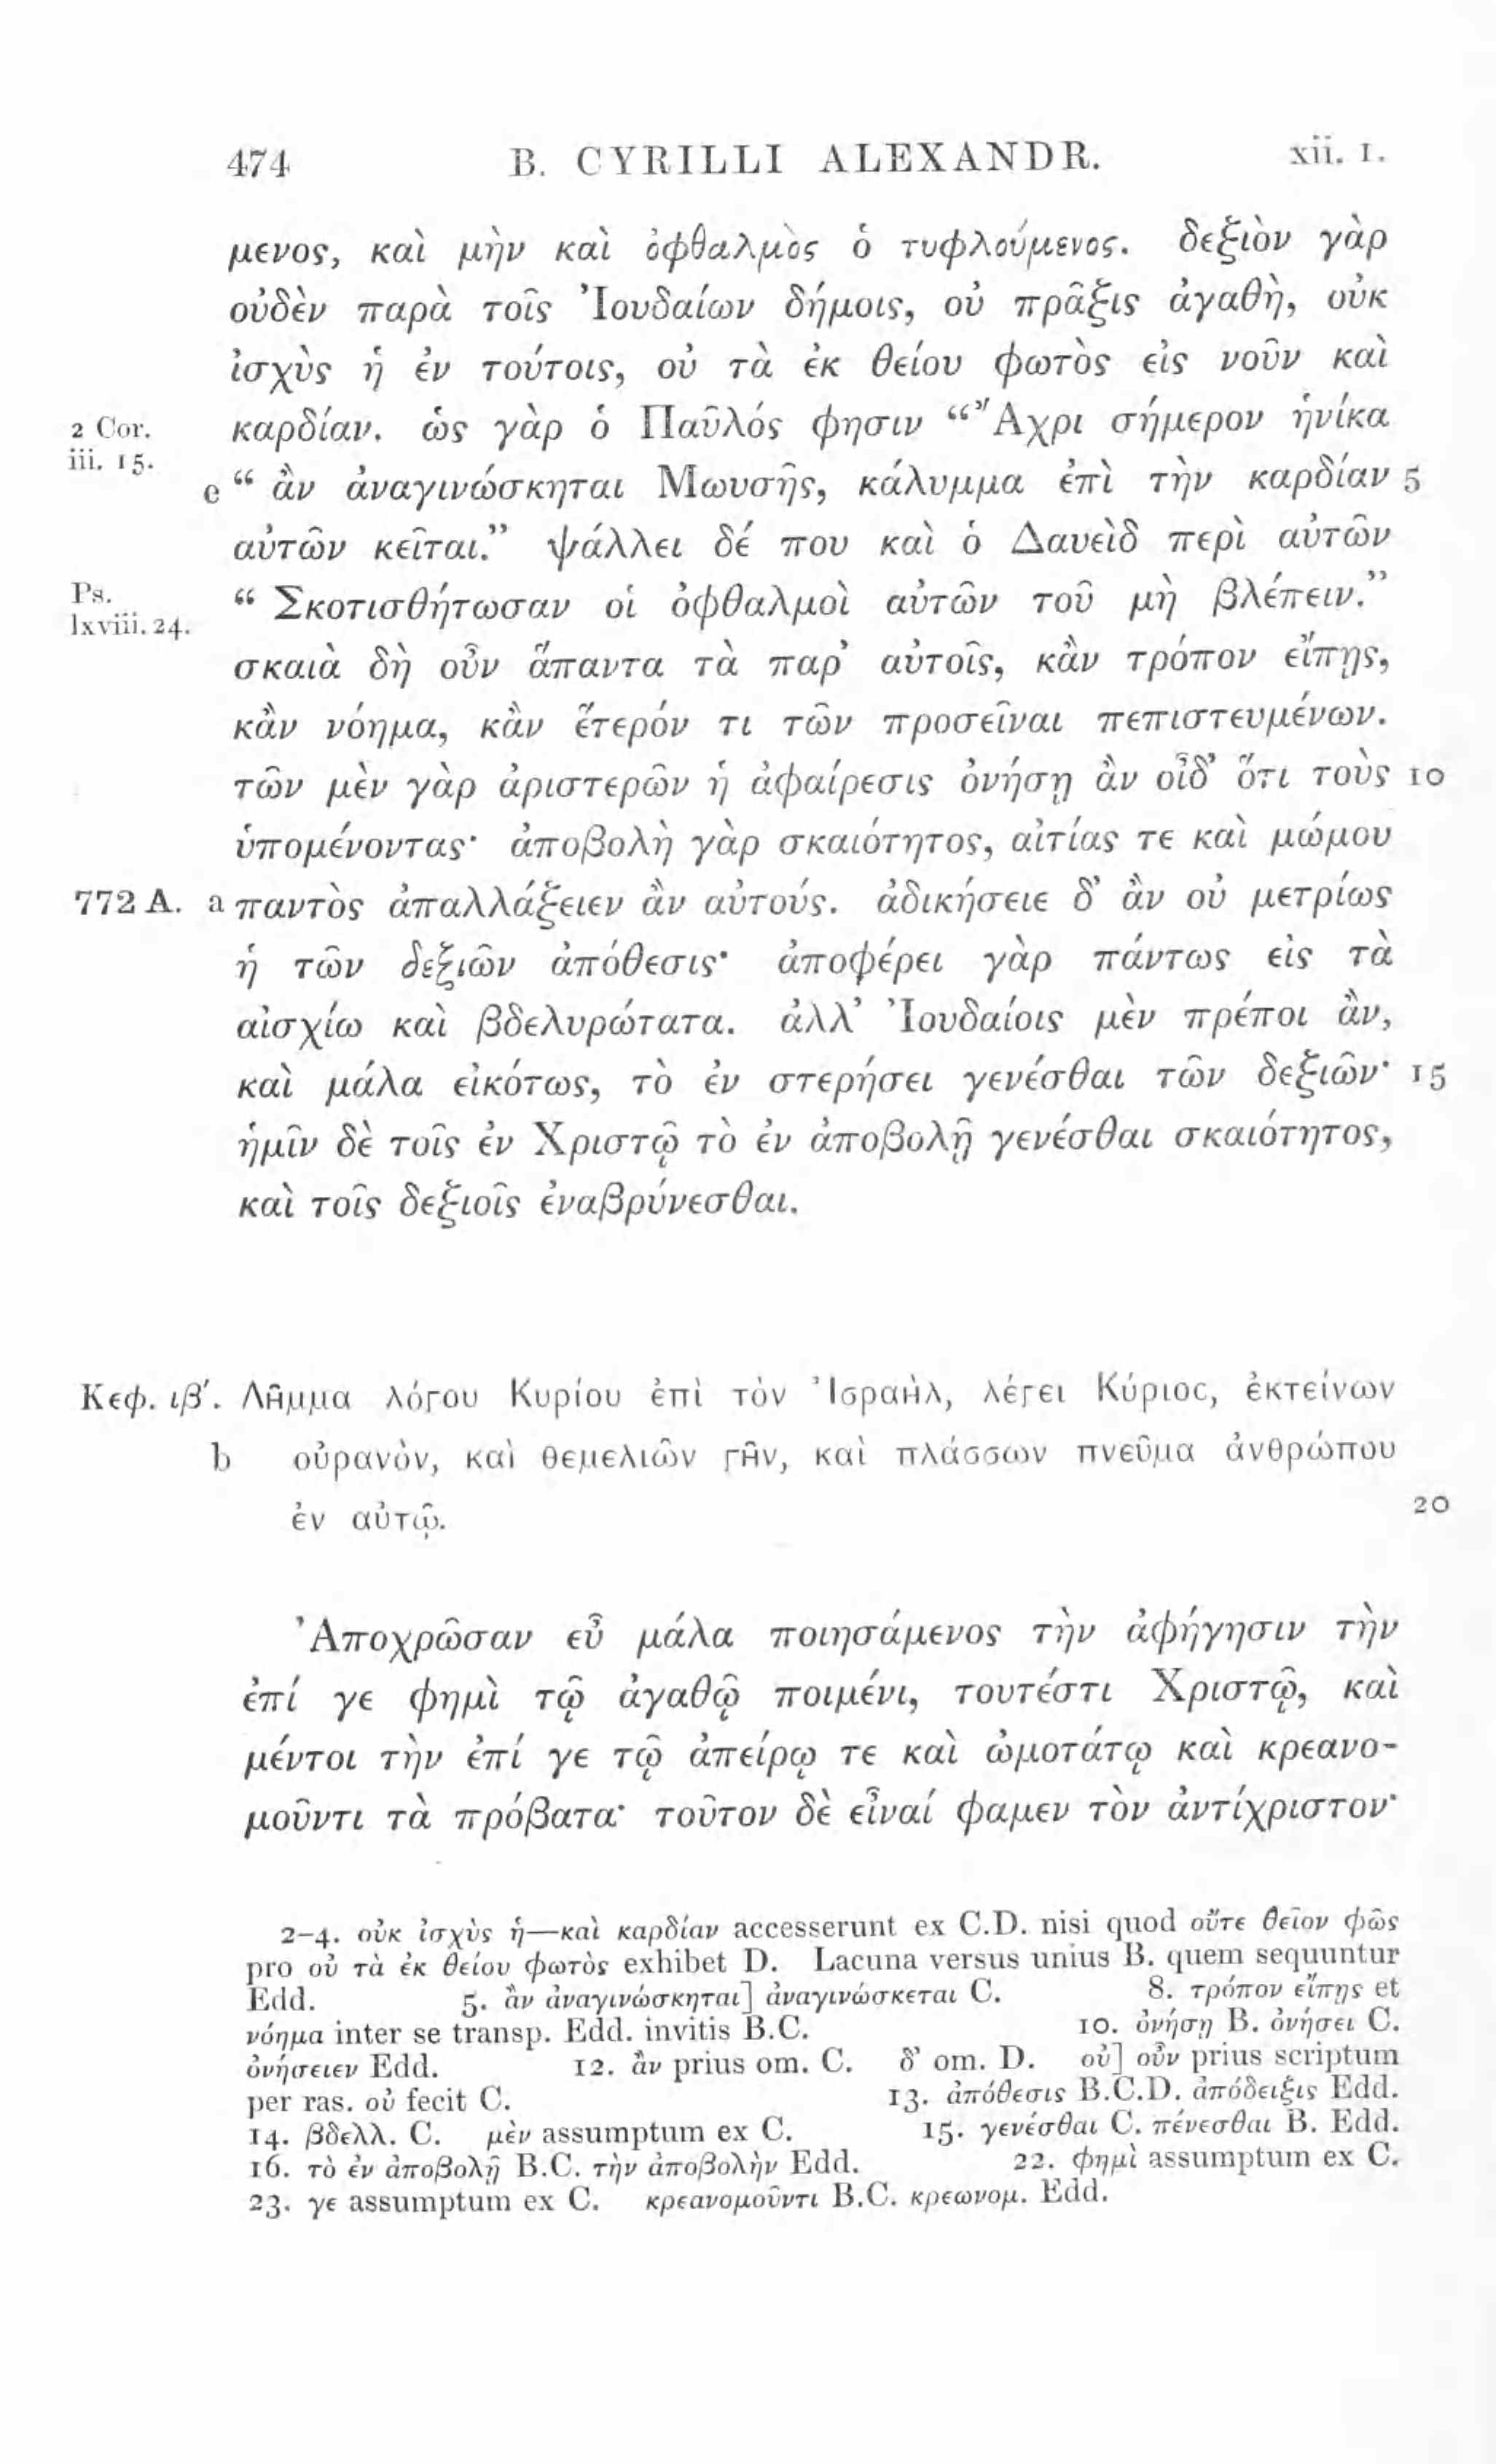 474 B. CYRILLI ALEXANDR. xii. 1.
μενος, καὶ μὴν καὶ ὀφθαλμὸς ὁ τυφλούμενος. δεξιὸν γὰρ
οὐδὲν παρὰ τοῖς Ἰουδαίων δήμοις, οὐ πρᾶξις ἀγαθὴ, οὐκ
ἰσχὺς ἡ ἐν τούτοις, οὐ τὰ ἐκ θείου φωτὸς εἰς νοῦν καὶ
2 Cor. iii. 15. καρδίαν. ὡς γὰρ ὁ Παῦλός φησιν “Ἄχρι σήμερον ἡνίκα
e “ ἂν ἀναγινώσκηται Μωυσῆς, κάλυμμα ἐπὶ τὴν καρδίαν 5
αὐτῶν κεῖται.” ψάλλει δέ που καὶ ὁ Δαυεὶδ περὶ αὐτῶν
Ps. lxviii. 24. “ Σκοτισθήτωσαν οἱ ὀφθαλμοὶ αὐτῶν τοῦ μὴ βλέπειν.”
σκαιὰ δὴ οὖν ἅπαντα τὰ παρ’ αὐτοῖς, κἂν τρόπον εἴπῃς,
κἂν νόημα, κἂν ἕτερόν τι τῶν προσεῖναι πεπιστευμένων.
τῶν μὲν γὰρ ἀριστερῶν ἡ ἀφαίρεσις ὀνήσῃ ἂν οἶδ’ ὅτι τοὺς 10
ὑπομένοντας· ἀποβολὴ γὰρ σκαιότητος, αἰτίας τε καὶ μώμου
772 A. a παντὸς ἀπαλλάξειεν ἂν αὐτούς. ἀδικήσειε δ’ ἂν οὐ μετρίως
ἡ τῶν δεξιῶν ἀπόθεσις· ἀποφέρει γὰρ πάντως εἰς τὰ
αἰσχίω καὶ βδελυρώτατα. ἀλλ’ Ἰουδαίοις μὲν πρέποι ἂν,
καὶ μάλα εἰκότως, τὸ ἐν στερήσει γενέσθαι τῶν δεξιῶν· 15
ἡμῖν δὲ τοῖς ἐν Χριστῷ τὸ ἐν ἀποβολῇ γενέσθαι σκαιότητος,
καὶ τοῖς δεξιοῖς ἐναβρύνεσθαι.
Κεφ. ιβ′. Λῆμμα λόγου Κυρίου ἐπὶ τὸν Ἰσραὴλ, λέγει Κύριος, ἐκτείνων
b οὐρανὸν, καὶ θεμελιῶν γῆν, καὶ πλάσσων πνεῦμα ἀνθρώπου
ἐν αὐτῷ. 20
Ἀποχρῶσαν εὖ μάλα ποιησάμενος τὴν ἀφήγησιν τὴν
ἐπί γε φημὶ τῷ ἀγαθῷ ποιμένι, τουτέστι Χριστῷ, καὶ
μέντοι τὴν ἐπί γε τῷ ἀπείρῳ τε καὶ ὠμοτάτῳ καὶ κρεανο-
μοῦντι τὰ πρόβατα· τοῦτον δὲ εἶναί φαμεν τὸν ἀντίχριστον·
2–4. οὐκ ἰσχὺς ἡ—καὶ καρδίαν accesserunt ex C.D. nisi quod οὔτε θεῖον φῶς
pro οὐ τὰ ἐκ θείου φωτὸς exhibet D. Lacuna versus unius B. quem sequuntur
Edd. 5. ἂν ἀναγινώσκηται] ἀναγινώσκεται C. 8. τρόπον εἴπῃς et
νόημα inter se transp. Edd. invitis B.C. 10. ὀνήσῃ B. ὀνήσει C.
ὀνήσειεν Edd. 12. ἂν prius om. C. δ’ om. D. οὐ] οὖν prius scriptum
per ras. οὐ fecit C. 13. ἀπόθεσις B.C.D. ἀπόδειξις Edd.
14. βδελλ. C. μὲν assumptum ex C. 15. γενέσθαι C. πένεσθαι B. Edd.
16. τὸ ἐν ἀποβολῇ B.C. τὴν ἀποβολὴν Edd. 22. φημὶ assumptum ex C.
23. γε assumptum ex C. κρεανομοῦντι B.C. κρεωνομ. Edd.